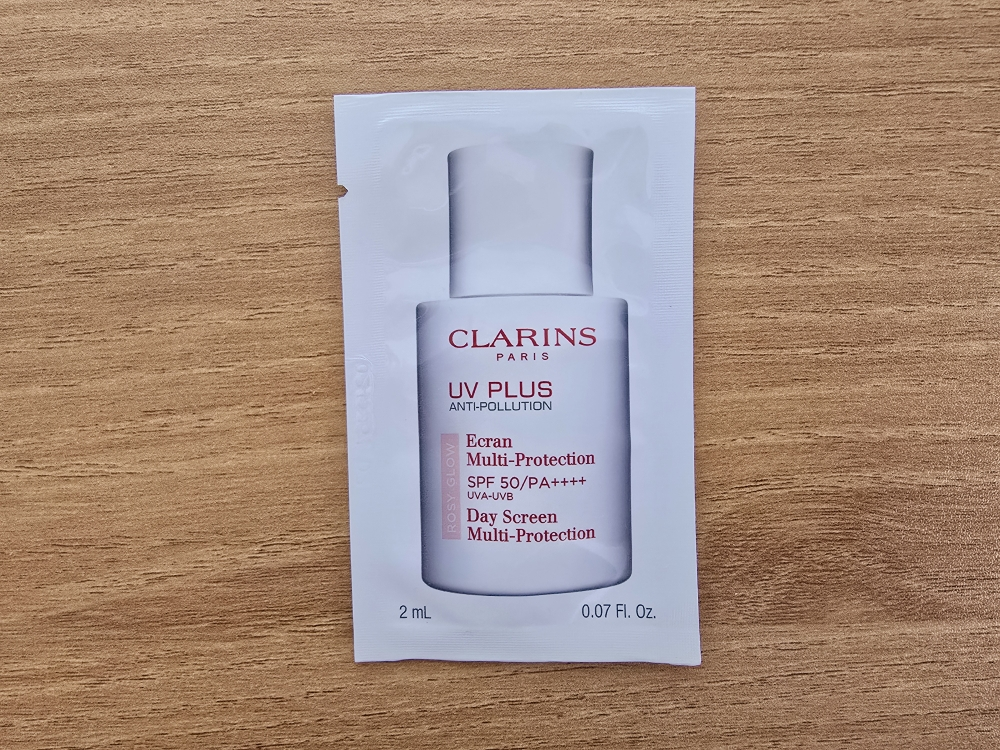 CLARINS
PARIS
UV PLUS
ANTI-POLLUTION
ROSY GLOW
Ecran
Multi-Protection
SPF 50/PA++++
UVA-UVB
Day Screen
Multi-Protection
2 mL
0.07 Fl. Oz.